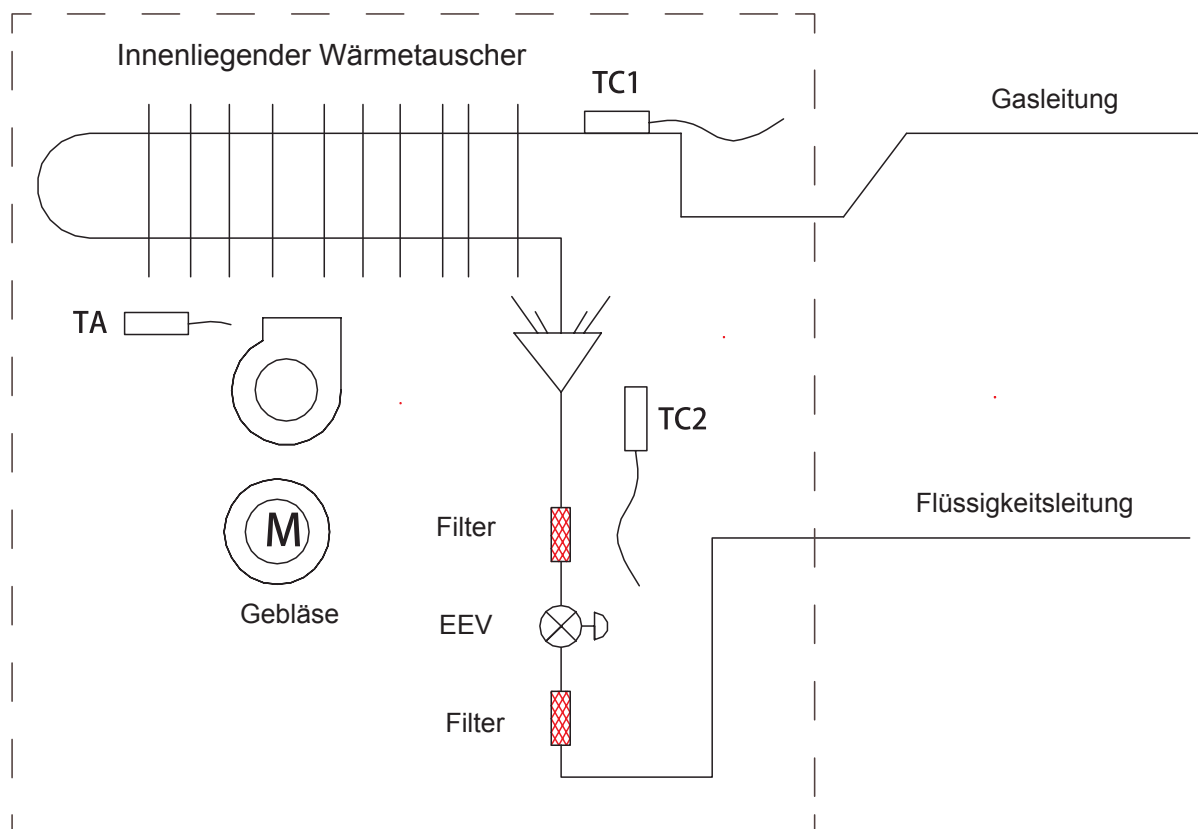 Innenliegender Wärmetauscher
TC1
Gasleitung
TA
TC2
Flüssigkeitsleitung
Filter
M
Gebläse
EEV
Filter